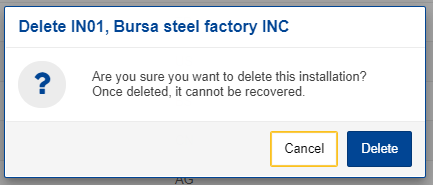 Delete IN01, Bursa steel factory INC
?
Are you sure you want to delete this installation?
Once deleted, it cannot be recovered.
Cancel Delete
AG